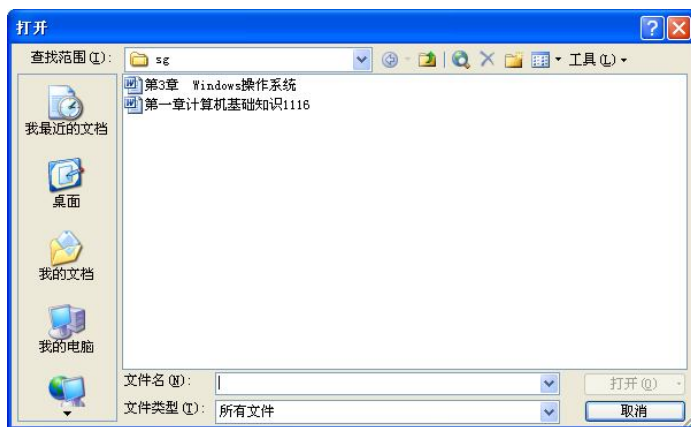 打开
查找范围(I): sg 工具(L)
第3章 Windows操作系统
第一章计算机基础知识1116
我最近的文档
桌面
我的文档
我的电脑
文件名(N): 打开(O)
文件类型(T): 所有文件 取消